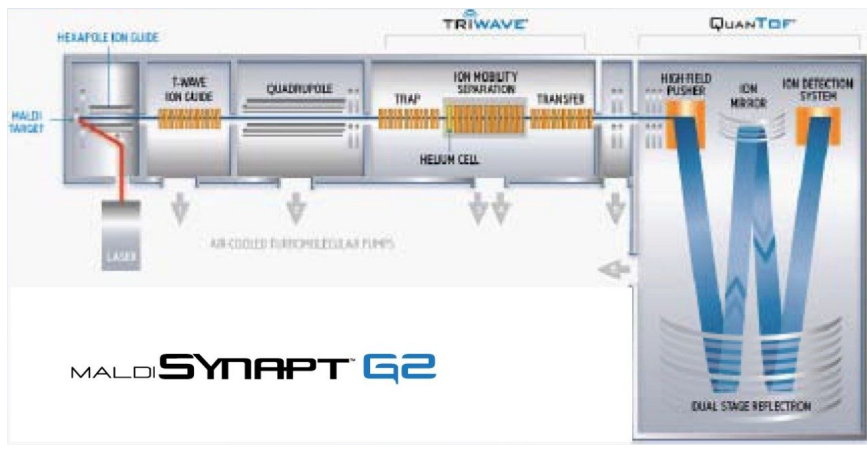 TRIWAVE
QUANTOF
HEXAPOLE ION GUIDE
T-WAVE
ION GUIDE
QUADRUPOLE
ION MOBILITY
SEPARATION
TRAP
TRANSFER
HIGH FIELD
PUSHER
ION
MIRROR
ION DETECTION
SYSTEM
MALDI
TARGET
HELIUM CELL
LASER
AIR-COOLED TURBOMOLECULAR PUMPS
MALDI SYNAPT™ G2
DUAL STAGE REFLECTRON